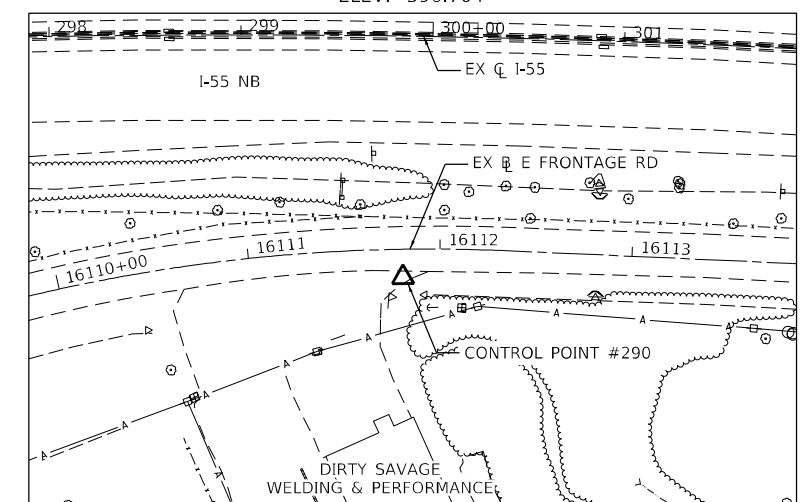 298
299
300+00
301
EX ℄ I-55
I-55 NB
EX B̲L̲ E FRONTAGE RD
16110+00
16111
16112
16113
CONTROL POINT #290
DIRTY SAVAGE
WELDING & PERFORMANCE